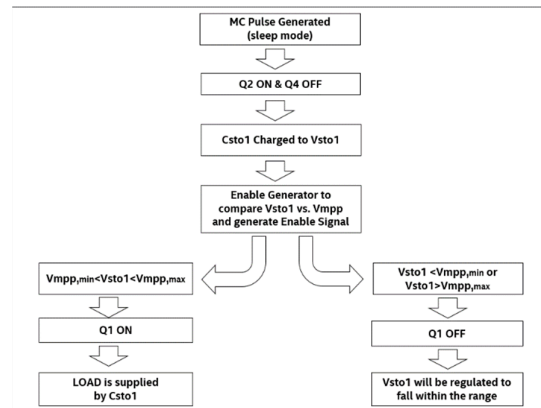 MC Pulse Generated
(sleep mode)
Q2 ON & Q4 OFF
Csto1 Charged to Vsto1
Enable Generator to
compare Vsto1 vs. Vmpp
and generate Enable Signal
Vmpp,min<Vsto1<Vmpp,max
Q1 ON
LOAD is supplied
by Csto1
Vsto1 <Vmpp,min or
Vsto1>Vmpp,max
Q1 OFF
Vsto1 will be regulated to
fall within the range